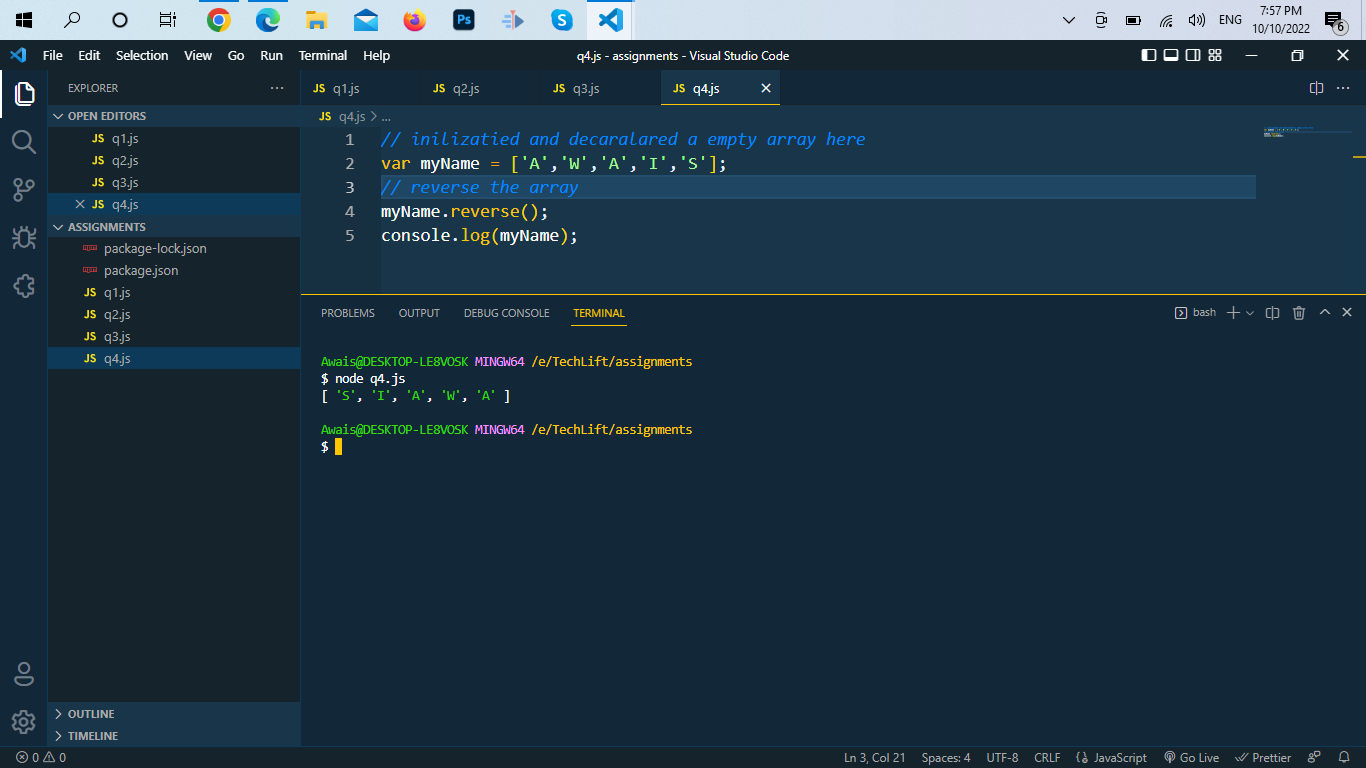 Ps
ENG
7:57 PM
10/10/2022
6
File Edit Selection View Go Run Terminal Help
q4.js - assignments - Visual Studio Code
EXPLORER
JS q1.js
JS q2.js
JS q3.js
JS q4.js
OPEN EDITORS
JS q1.js
JS q2.js
JS q3.js
JS q4.js
ASSIGNMENTS
package-lock.json
package.json
JS q1.js
JS q2.js
JS q3.js
JS q4.js
OUTLINE
TIMELINE
JS q4.js > ...
1 // inilizatied and decaralared a empty array here
2 var myName = ['A','W','A','I','S'];
3 // reverse the array
4 myName.reverse();
5 console.log(myName);
PROBLEMS OUTPUT DEBUG CONSOLE TERMINAL
bash
Awais@DESKTOP-LE8VOSK MINGW64 /e/TechLift/assignments
$ node q4.js
[ 'S', 'I', 'A', 'W', 'A' ]
Awais@DESKTOP-LE8VOSK MINGW64 /e/TechLift/assignments
$
0 0
Ln 3, Col 21 Spaces: 4 UTF-8 CRLF {} JavaScript Go Live Prettier